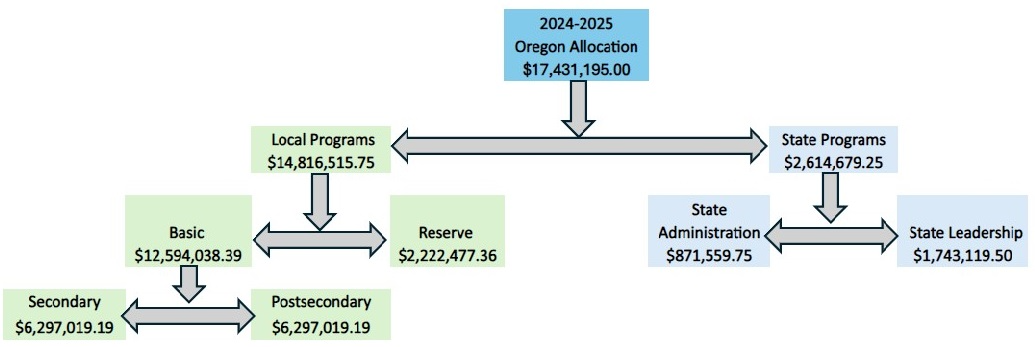 2024-2025
Oregon Allocation
$17,431,195.00
Local Programs
$14,816,515.75
State Programs
$2,614,679.25
Basic
$12,594,038.39
Reserve
$2,222,477.36
State
Administration
$871,559.75
State Leadership
$1,743,119.50
Secondary
$6,297,019.19
Postsecondary
$6,297,019.19